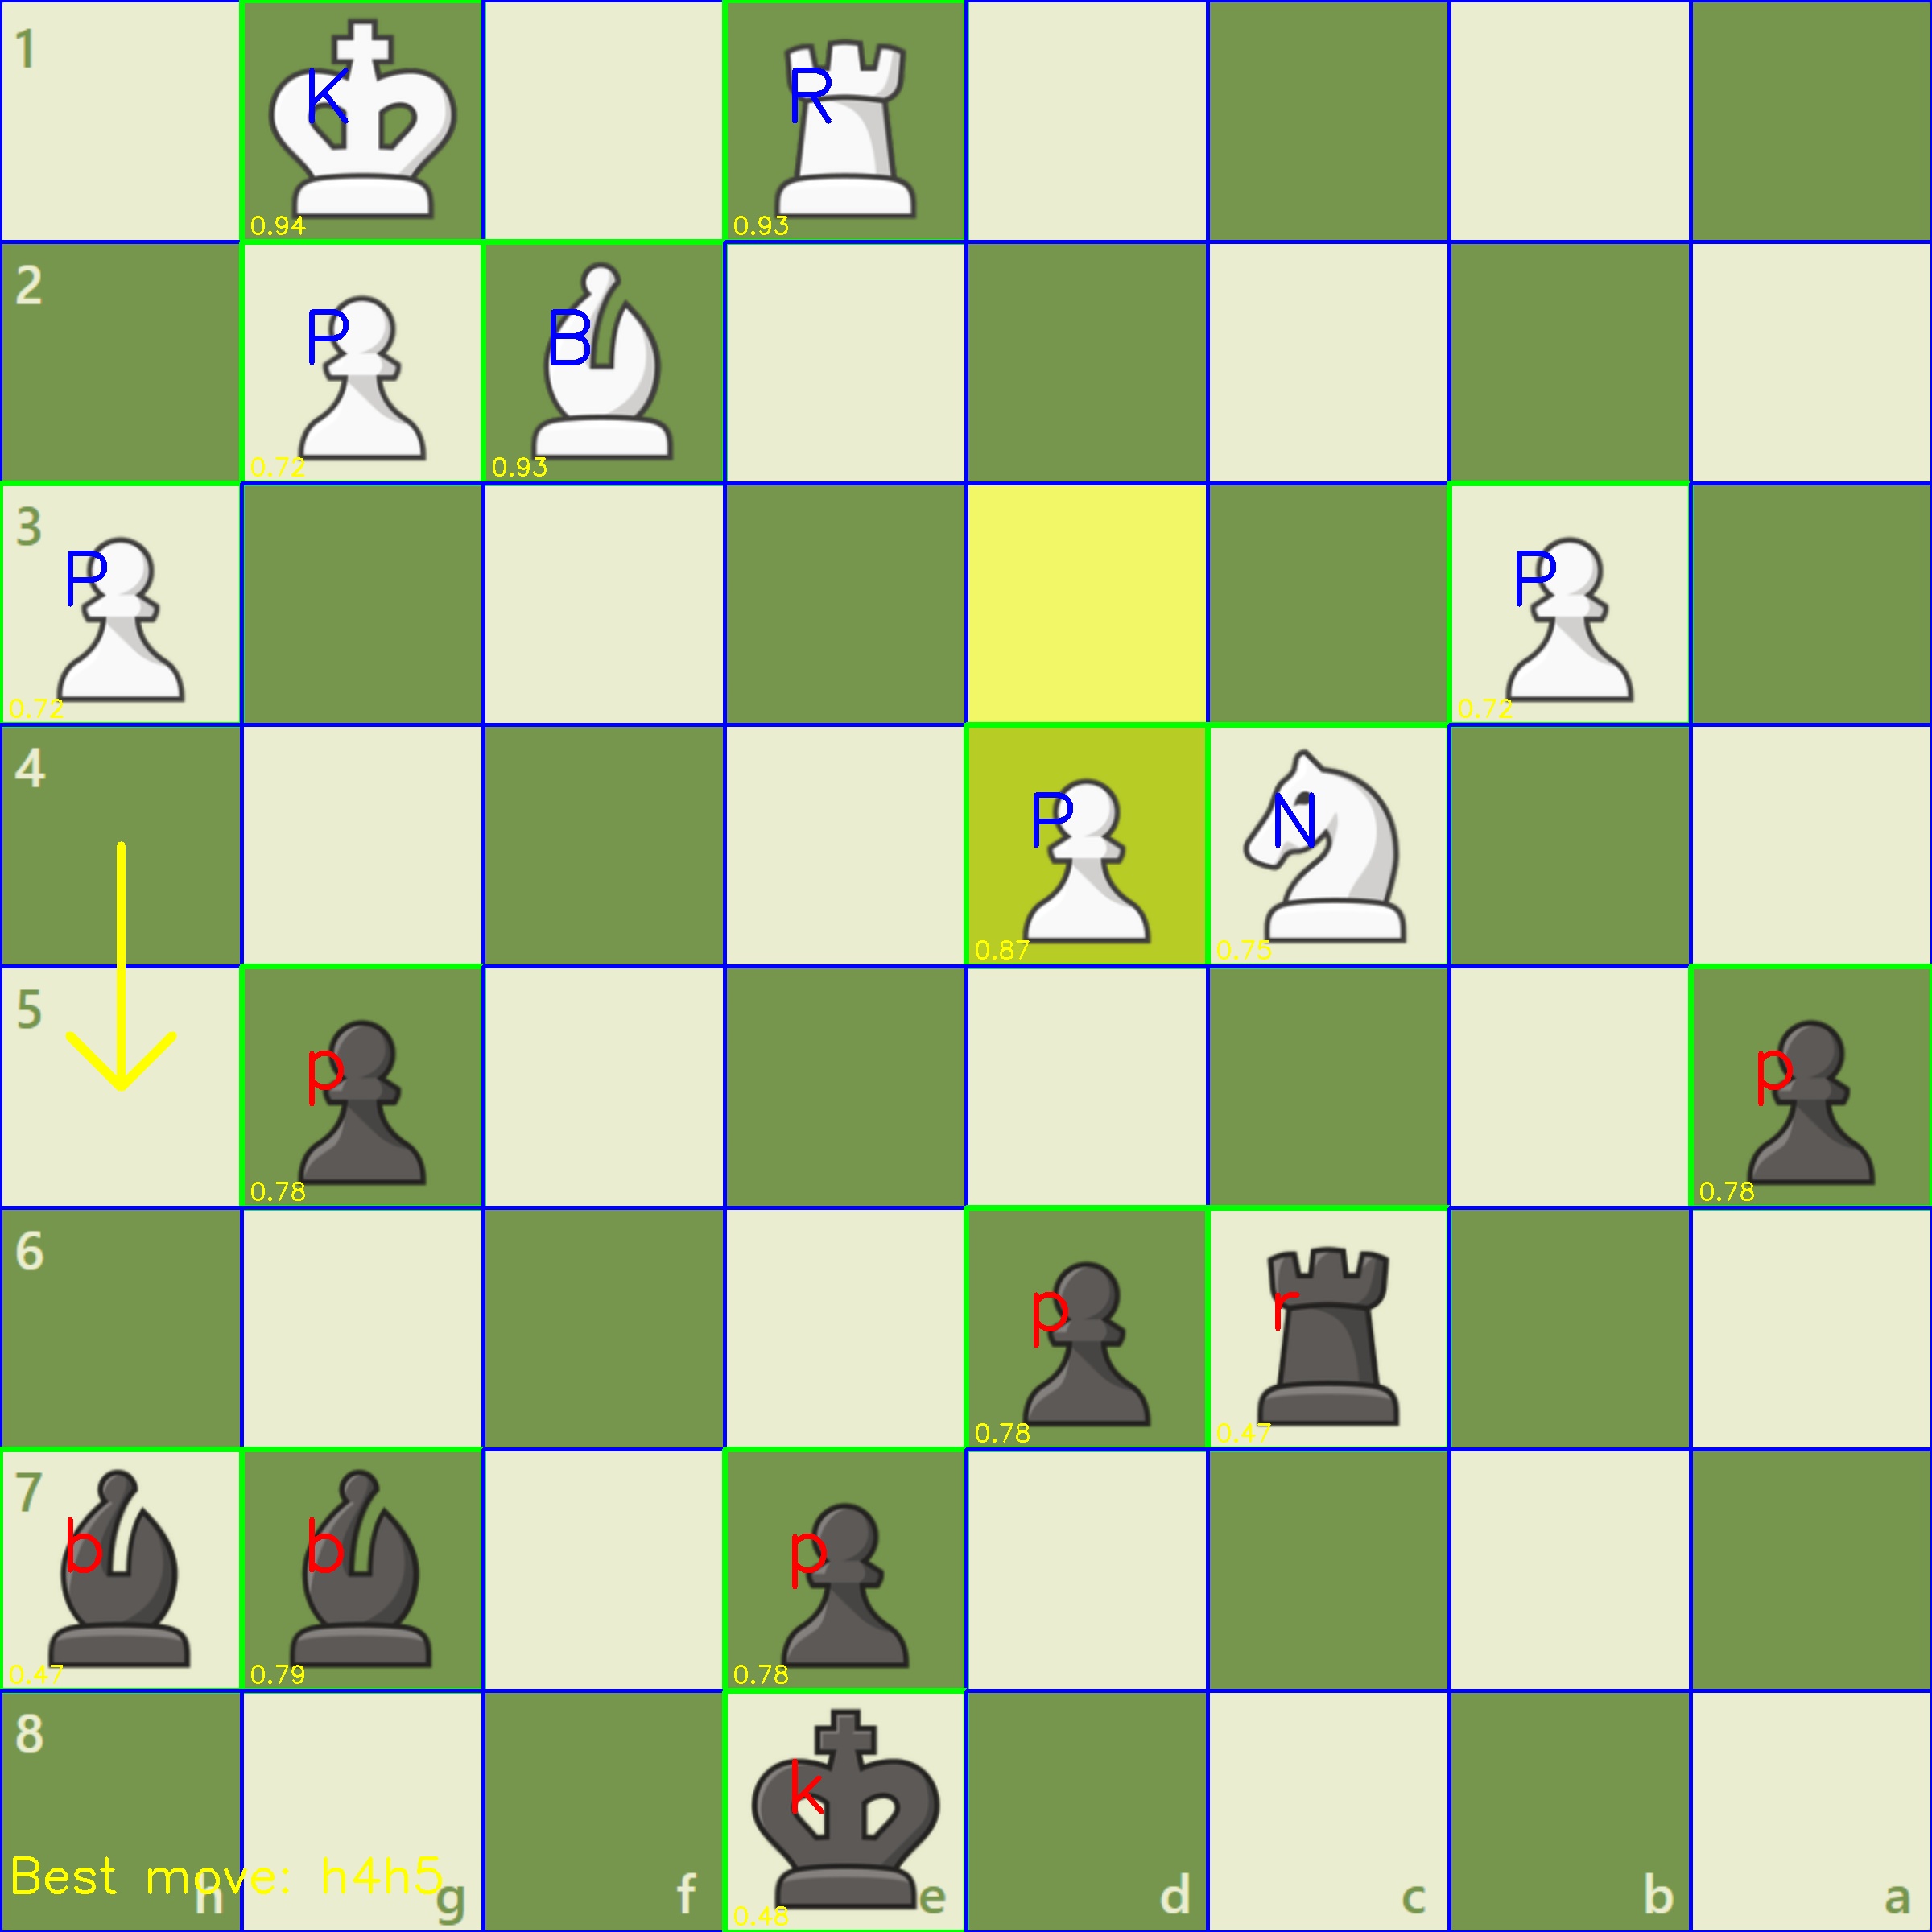 1 K R
0.94 0.93
2 P B
0.72 0.93
3 P P
0.72 0.72
4 P N
0.87 0.75
5 p p
0.78 0.78
6 p r
0.78 0.47
7 b b p
0.47 0.79 0.78
8 k
Best move: h4h5
h g f e d c b a
0.48